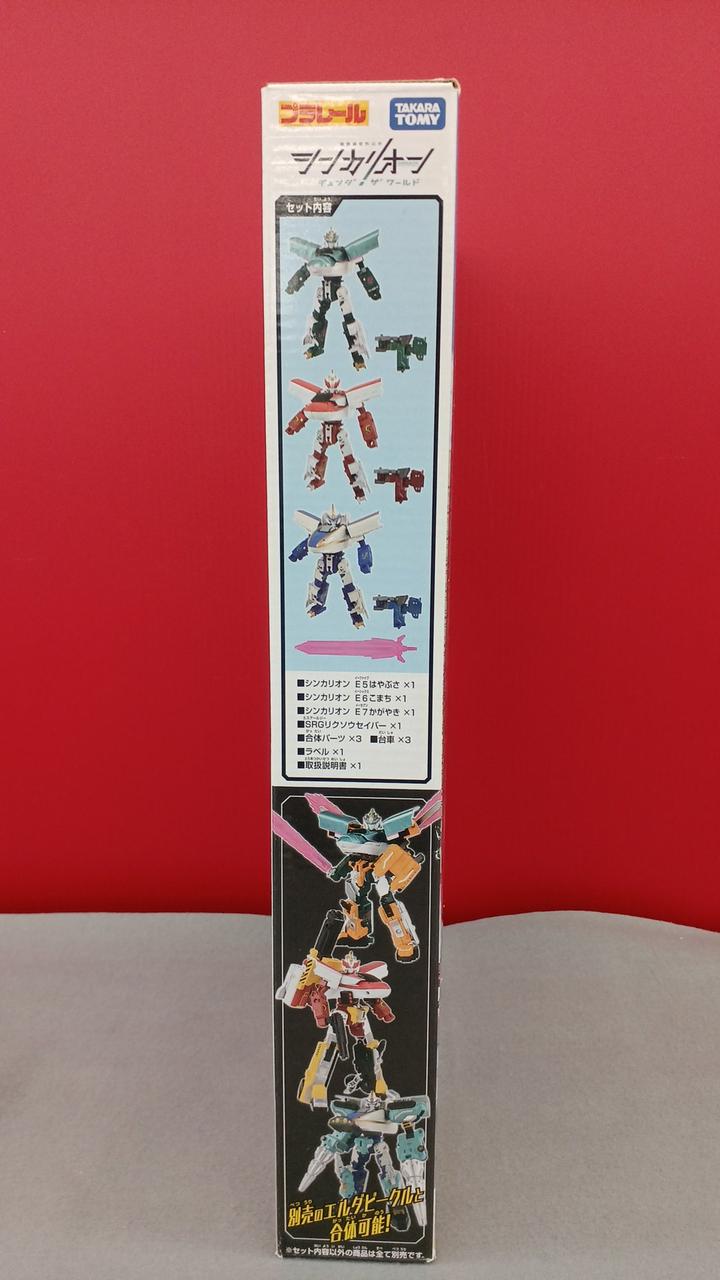 プラレール
TAKARA TOMY
シンカリオン
チェンジ ザ ワールド
セット内容
■シンカリオン E5はやぶさ ×1
■シンカリオン E6こまち ×1
■シンカリオン E7かがやき ×1
■SRGリクソウセイバー ×1
■合体パーツ ×3 ■台車 ×3
■ラベル ×1
■取扱説明書 ×1
別売のエルダビークルと
合体可能!
※セット内容以外の商品は全て別売です。